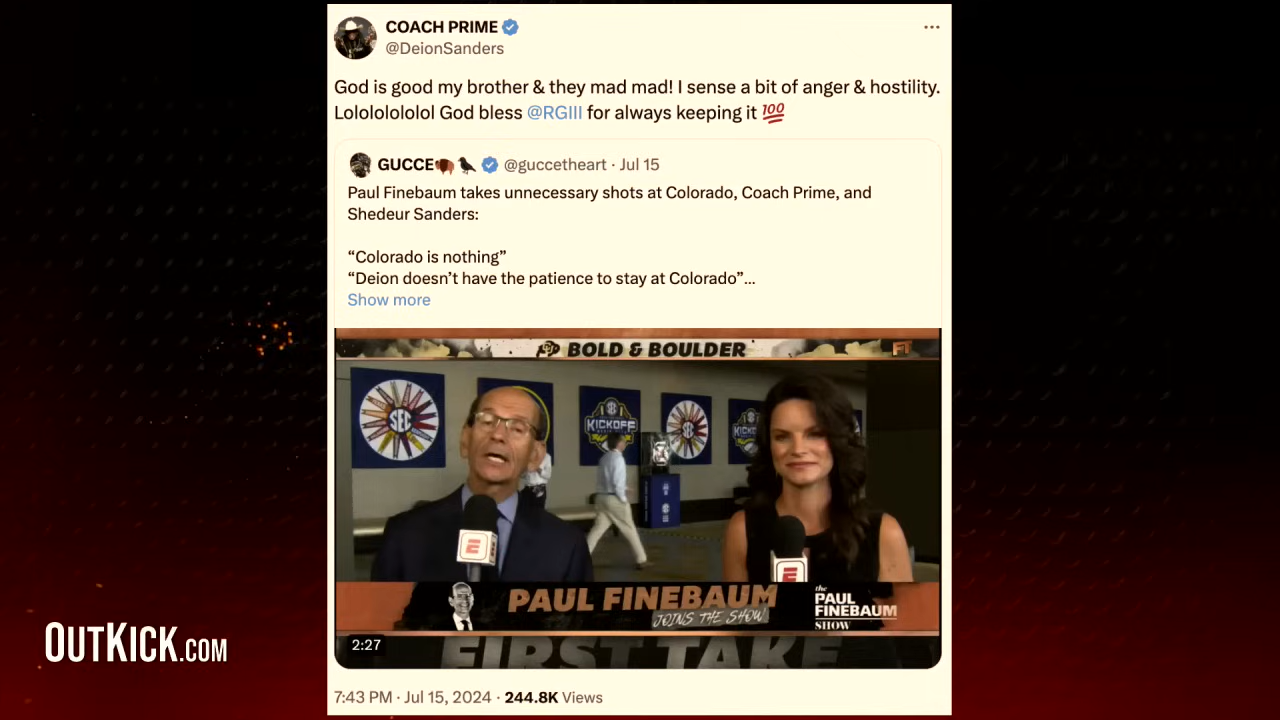 COACH PRIME
@DeionSanders
God is good my brother & they mad mad! I sense a bit of anger & hostility.
Lolololololol God bless @RGIII for always keeping it 💯
GUCCE🦬🐦‍⬛ @guccetheart · Jul 15
Paul Finebaum takes unnecessary shots at Colorado, Coach Prime, and
Shedeur Sanders:
“Colorado is nothing”
“Deion doesn’t have the patience to stay at Colorado”...
Show more
CU BOLD & BOULDER FT
SEC
KICKOFF
PAUL FINEBAUM
JOINS THE SHOW
the
PAUL
FINEBAUM
SHOW
2:27
FIRST TAKE
7:43 PM · Jul 15, 2024 · 244.8K Views
OUTKICK.COM